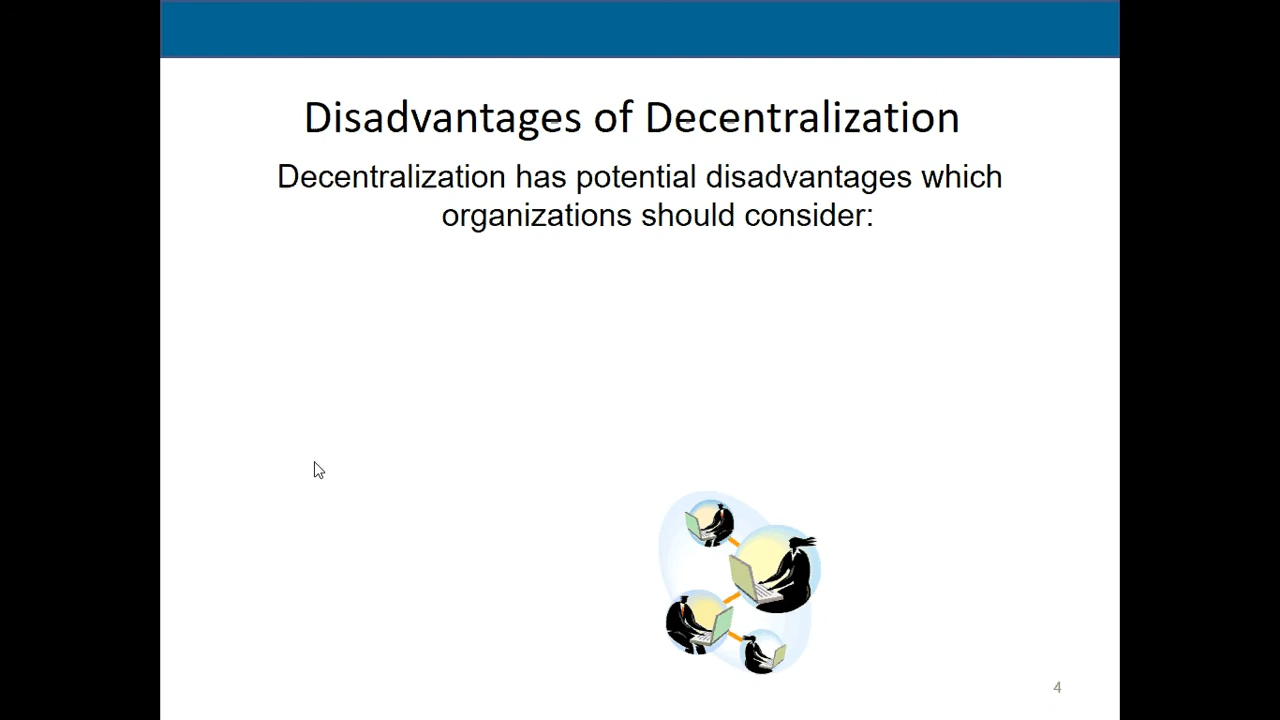 Disadvantages of Decentralization
Decentralization has potential disadvantages which
organizations should consider:
4